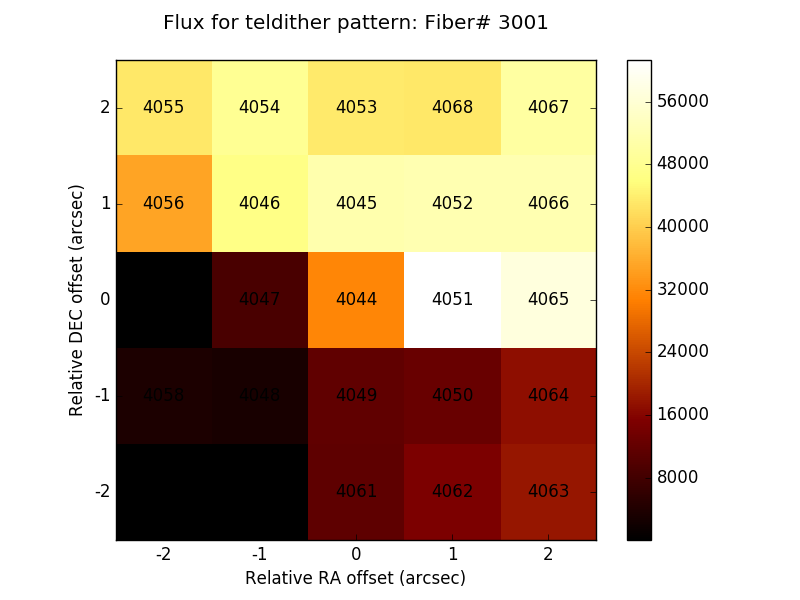 Flux for teldither pattern: Fiber# 3001
Relative DEC offset (arcsec)
2 4055 4054 4053 4068 4067
1 4056 4046 4045 4052 4066
0 4047 4044 4051 4065
-1 4058 4048 4049 4050 4064
-2 4061 4062 4063
-2 -1 0 1 2
Relative RA offset (arcsec)
56000
48000
40000
32000
24000
16000
8000